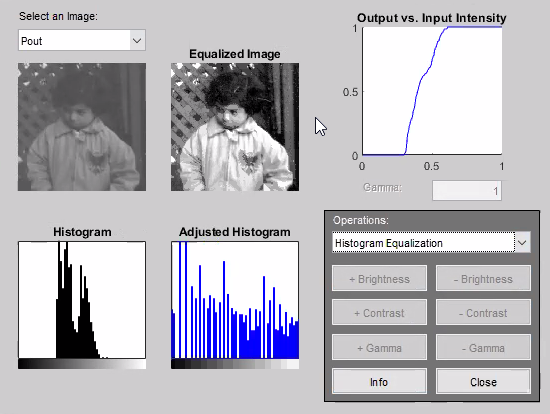 Select an Image:
Pout
Equalized Image
Output vs. Input Intensity
1
0.5
0
0 0.5 1
Gamma: 1
Histogram
Adjusted Histogram
Operations:
Histogram Equalization
+ Brightness - Brightness
+ Contrast - Contrast
+ Gamma - Gamma
Info Close